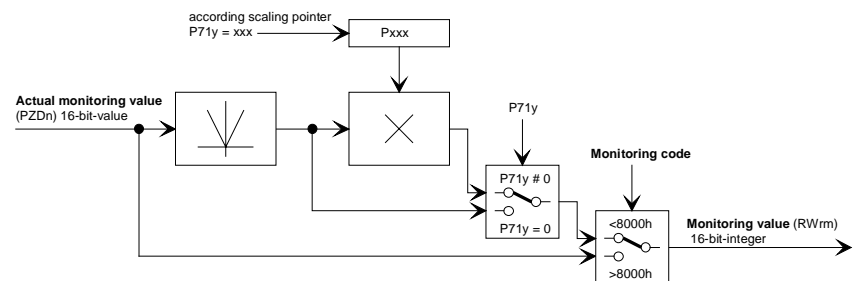 according scaling pointer
P71y = xxx
Pxxx
Actual monitoring value
(PZDn) 16-bit-value
P71y
Monitoring code
P71y # 0
P71y = 0
<8000h
>8000h
Monitoring value (RWrm)
16-bit-integer